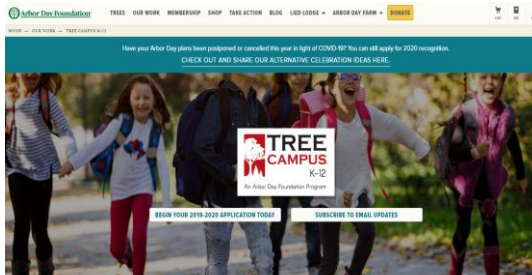 Arbor Day Foundation TREES OUR WORK MEMBERSHIP SHOP TAKE ACTION BLOG LIED LODGE ARBOR DAY FARM DONATE
HOME → OUR WORK → TREE CAMPUS K-12
Have your Arbor Day plans been postponed or cancelled this year in light of COVID-19? You can still apply for 2020 recognition.
CHECK OUT AND SHARE OUR ALTERNATIVE CELEBRATION IDEAS HERE.
TREE
CAMPUS
K-12
An Arbor Day Foundation Program
BEGIN YOUR 2019-2020 APPLICATION TODAY SUBSCRIBE TO EMAIL UPDATES